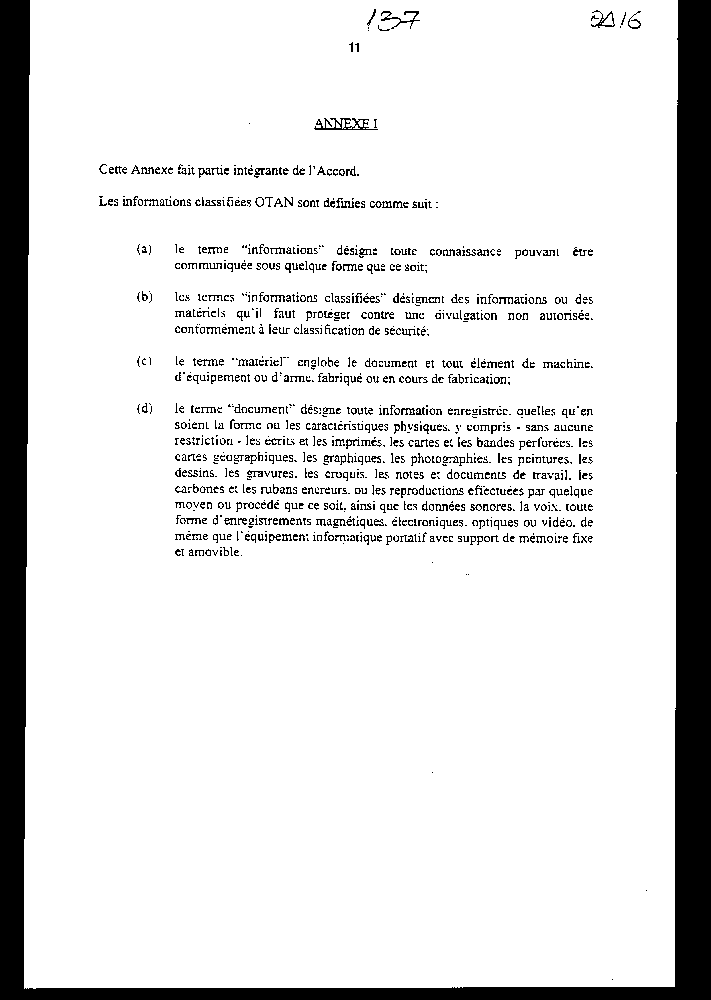 137
11
ANNEXE I
Cette Annexe fait partie intégrante de l'Accord.
Les informations classifiées OTAN sont définies comme suit :
(a) le terme "informations" désigne toute connaissance pouvant être
communiquée sous quelque forme que ce soit;
(b) les termes "informations classifiées" désignent des informations ou des
matériels qu'il faut protéger contre une divulgation non autorisée,
conformément à leur classification de sécurité;
(c) le terme "matériel" englobe le document et tout élément de machine,
d'équipement ou d'arme, fabriqué ou en cours de fabrication;
(d) le terme "document" désigne toute information enregistrée, quelles qu'en
soient la forme ou les caractéristiques physiques, y compris - sans aucune
restriction - les écrits et les imprimés, les cartes et les bandes perforées, les
cartes géographiques, les graphiques, les photographies, les peintures, les
dessins, les gravures, les croquis, les notes et documents de travail, les
carbones et les rubans encreurs, ou les reproductions effectuées par quelque
moyen ou procédé que ce soit, ainsi que les données sonores, la voix, toute
forme d'enregistrements magnétiques, électroniques, optiques ou vidéo, de
même que l'équipement informatique portatif avec support de mémoire fixe
et amovible.